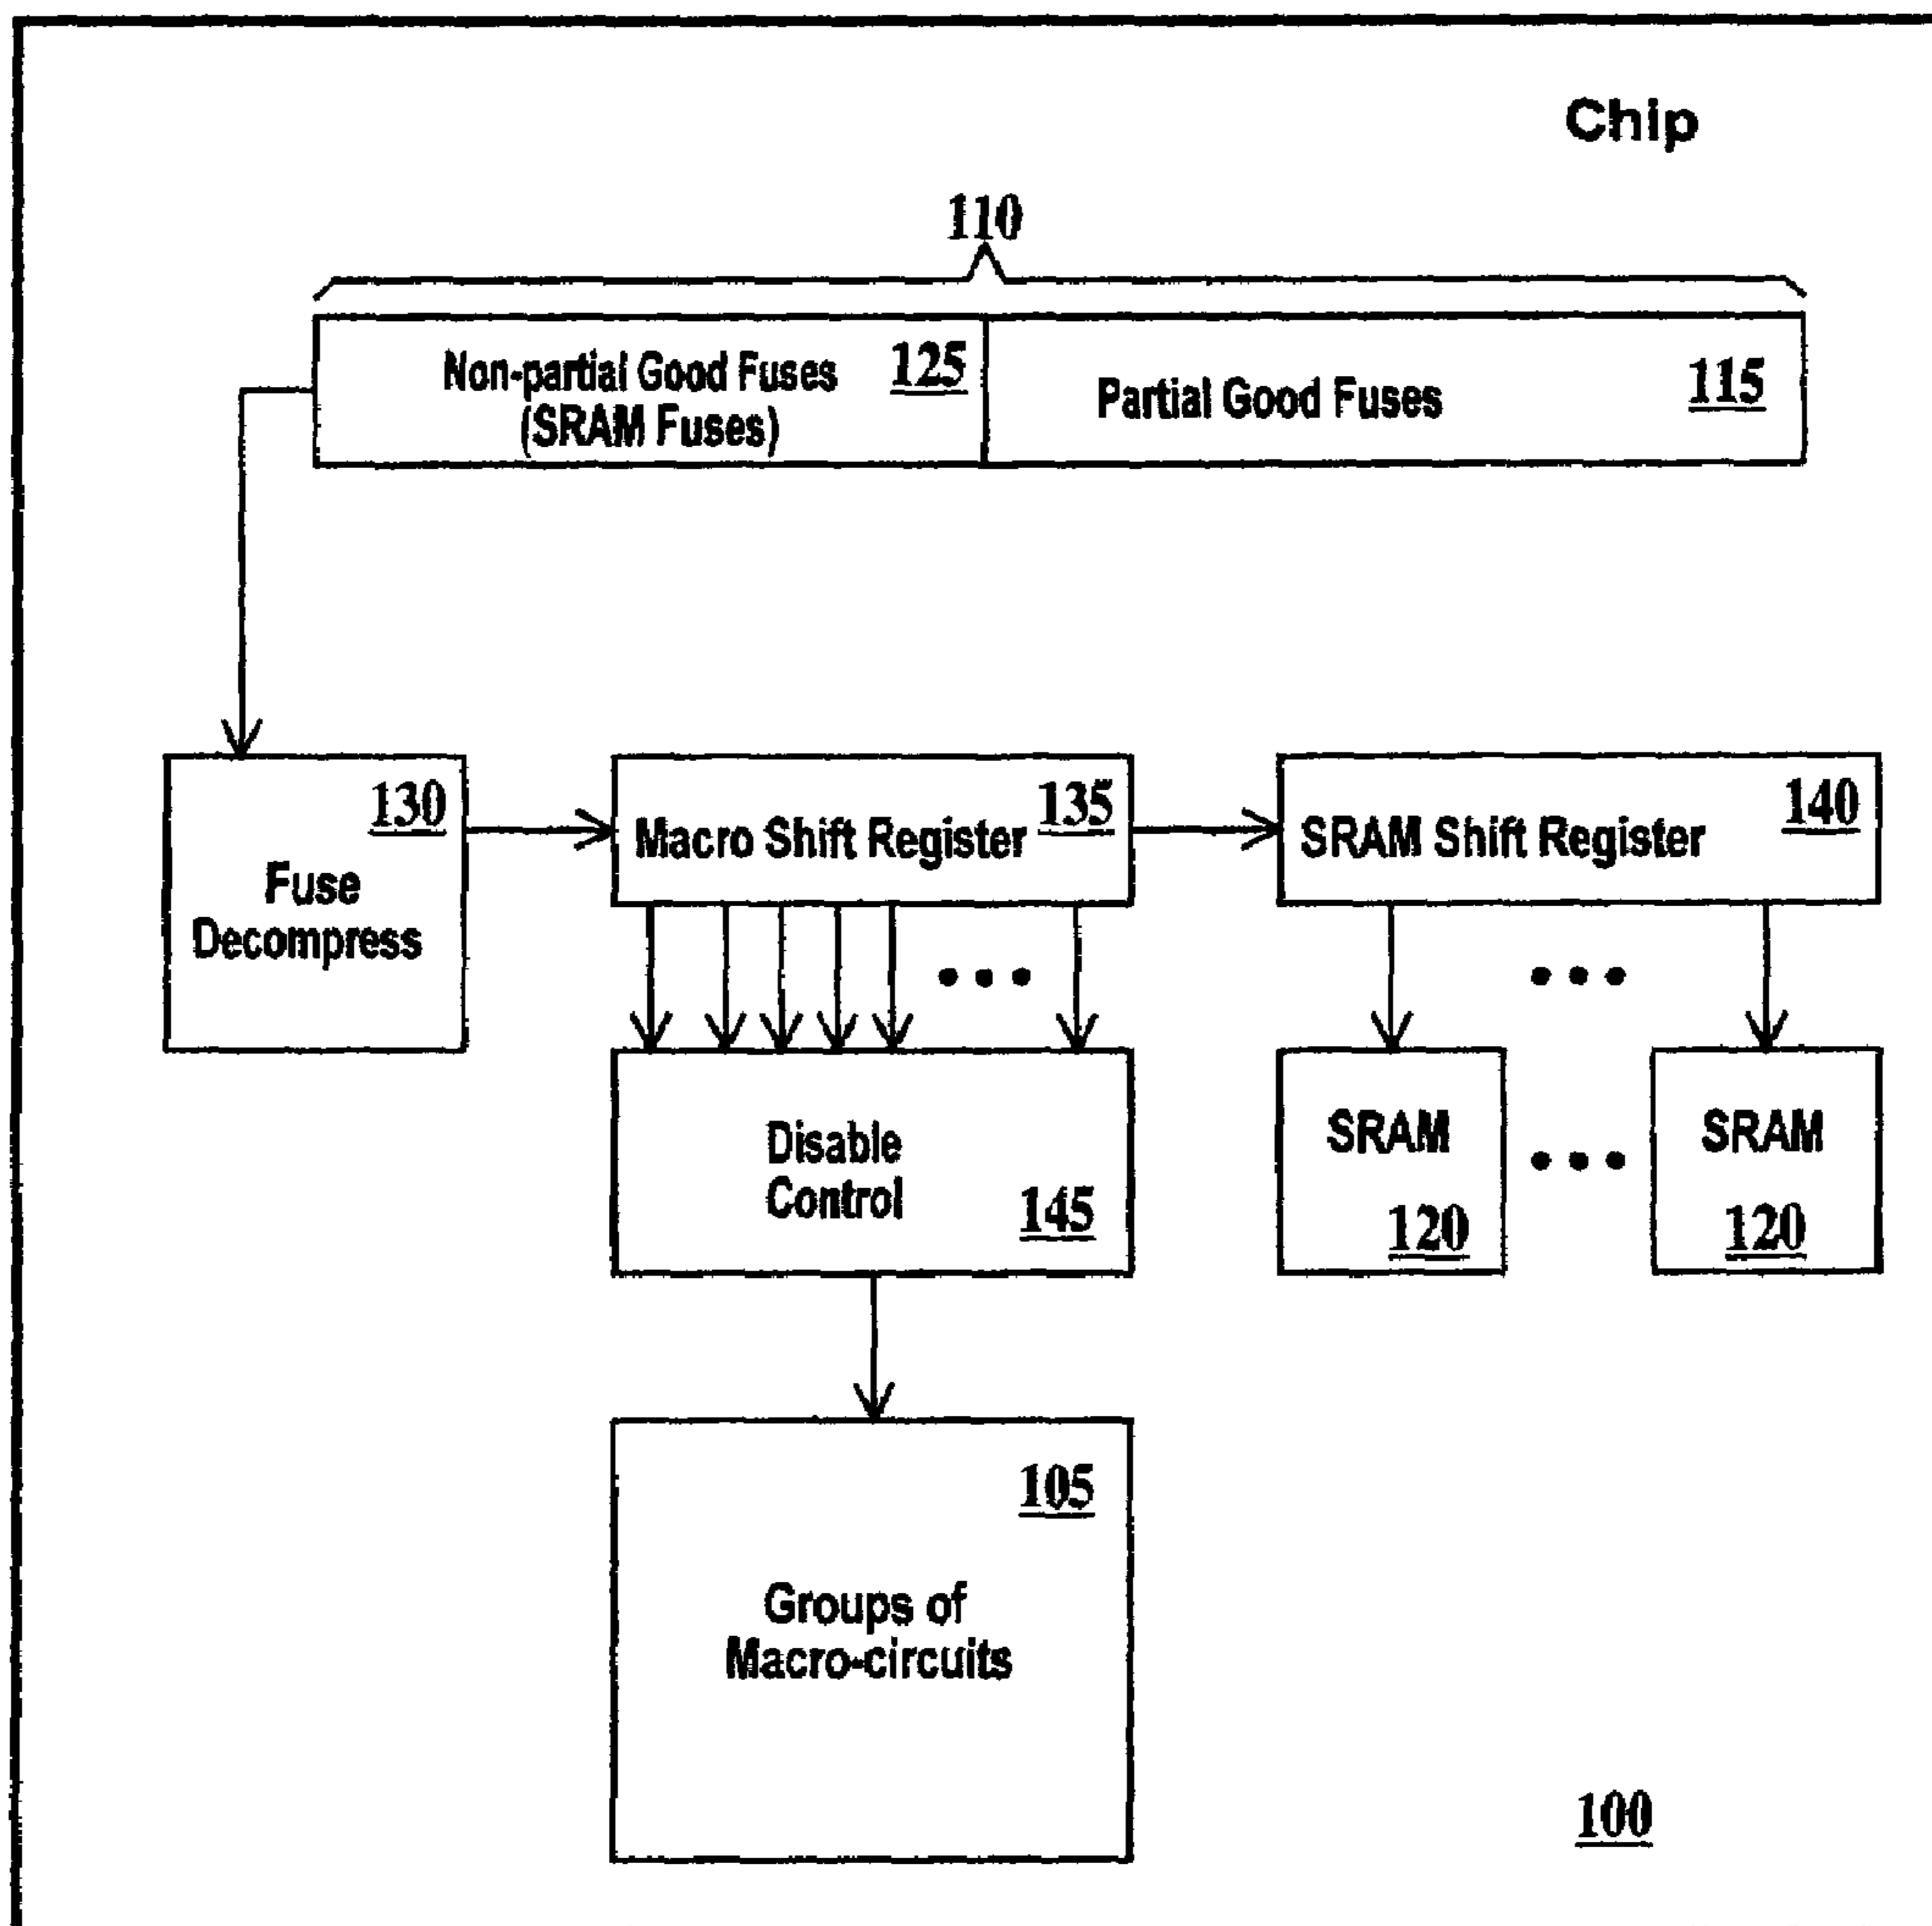 Chip
110
Non-partial Good Fuses 125
(SRAM Fuses)
Partial Good Fuses 115
130
Fuse
Decompress
Macro Shift Register 135
SRAM Shift Register 140
Disable
Control 145
SRAM
120
SRAM
120
105
Groups of
Macro-circuits
100